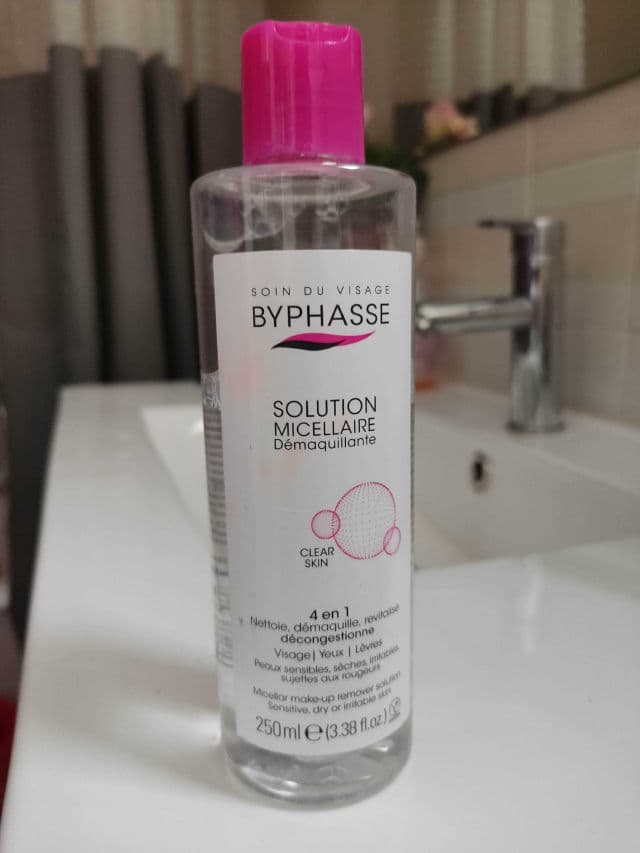 SOIN DU VISAGE
BYPHASSE
SOLUTION
MICELLAIRE
Démaquillante
CLEAR
SKIN
4 en 1
Nettoie, démaquille, revitalise
décongestionne
Visage | Yeux | Lèvres
Peaux sensibles, sèches, irritables,
sujettes aux rougeurs
Micellar make-up remover solution
Sensitive, dry or irritable skin
250ml ℮ (3.38 fl.oz.)